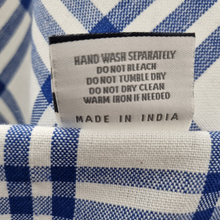 HAND WASH SEPARATELY
DO NOT BLEACH
DO NOT TUMBLE DRY
DO NOT DRY CLEAN
WARM IRON IF NEEDED
MADE IN INDIA